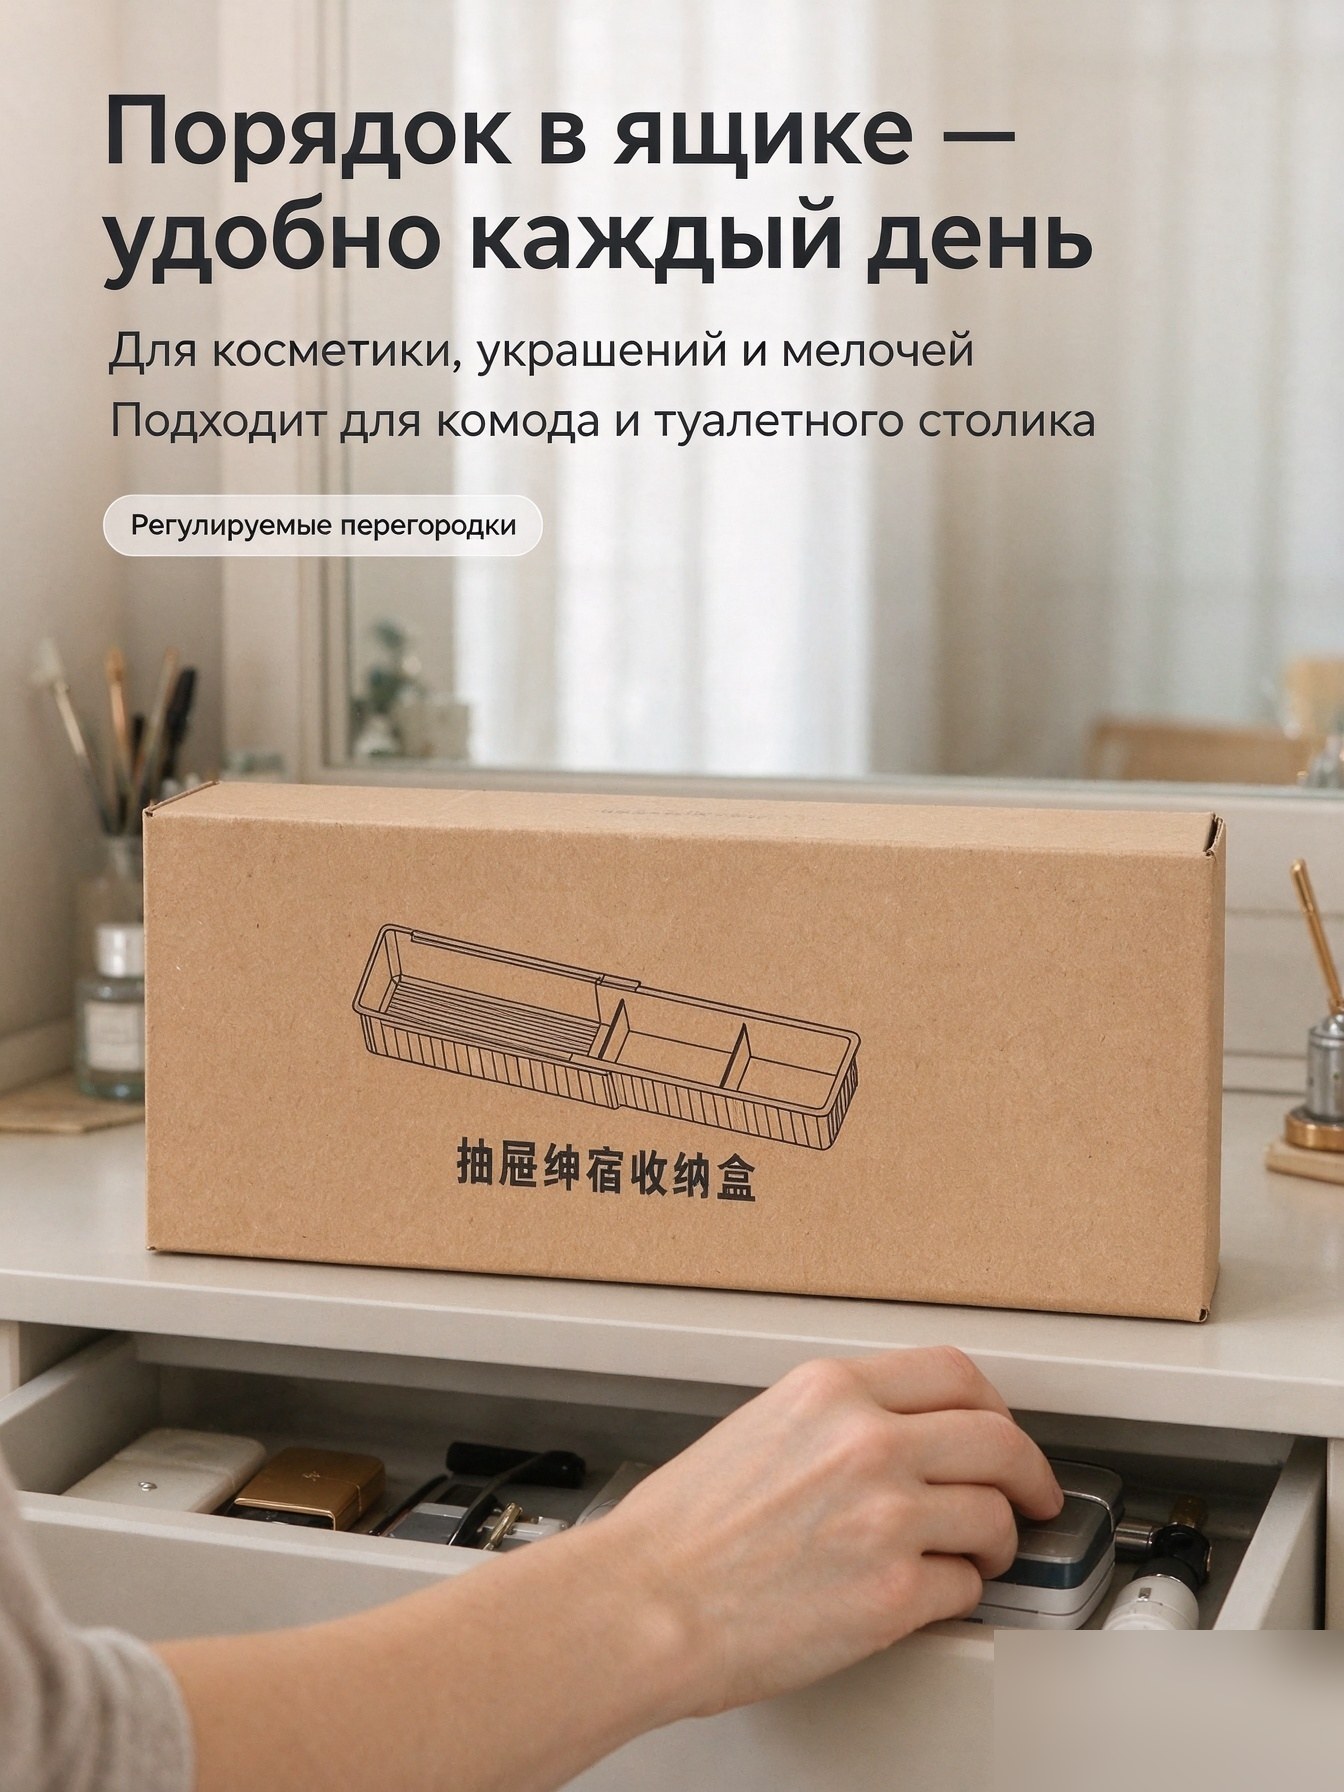 Порядок в ящике —
удобно каждый день
Для косметики, украшений и мелочей
Подходит для комода и туалетного столика
Регулируемые перегородки
抽屉绅宿收纳盒